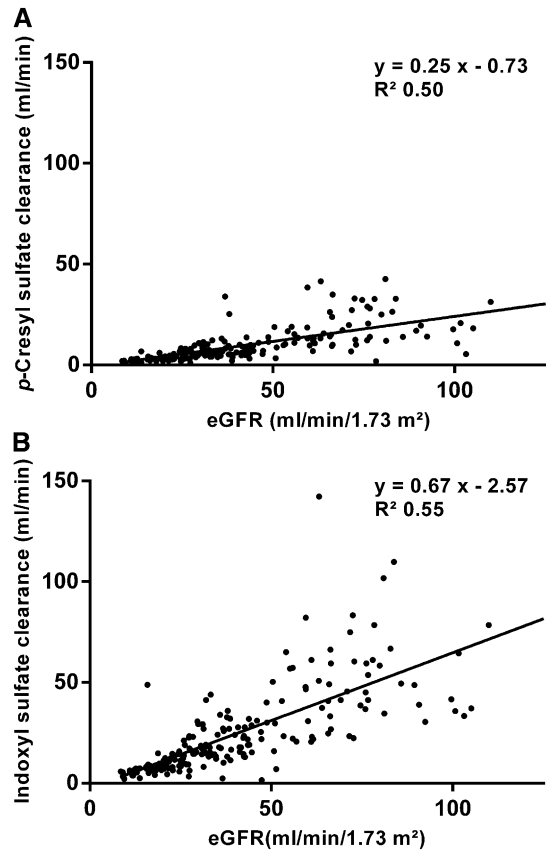 A
p-Cresyl sulfate clearance (ml/min)
y = 0.25 x - 0.73
R² 0.50
150
100
50
0
0 50 100
eGFR (ml/min/1.73 m²)
B
Indoxyl sulfate clearance (ml/min)
y = 0.67 x - 2.57
R² 0.55
150
100
50
0
0 50 100
eGFR(ml/min/1.73 m²)